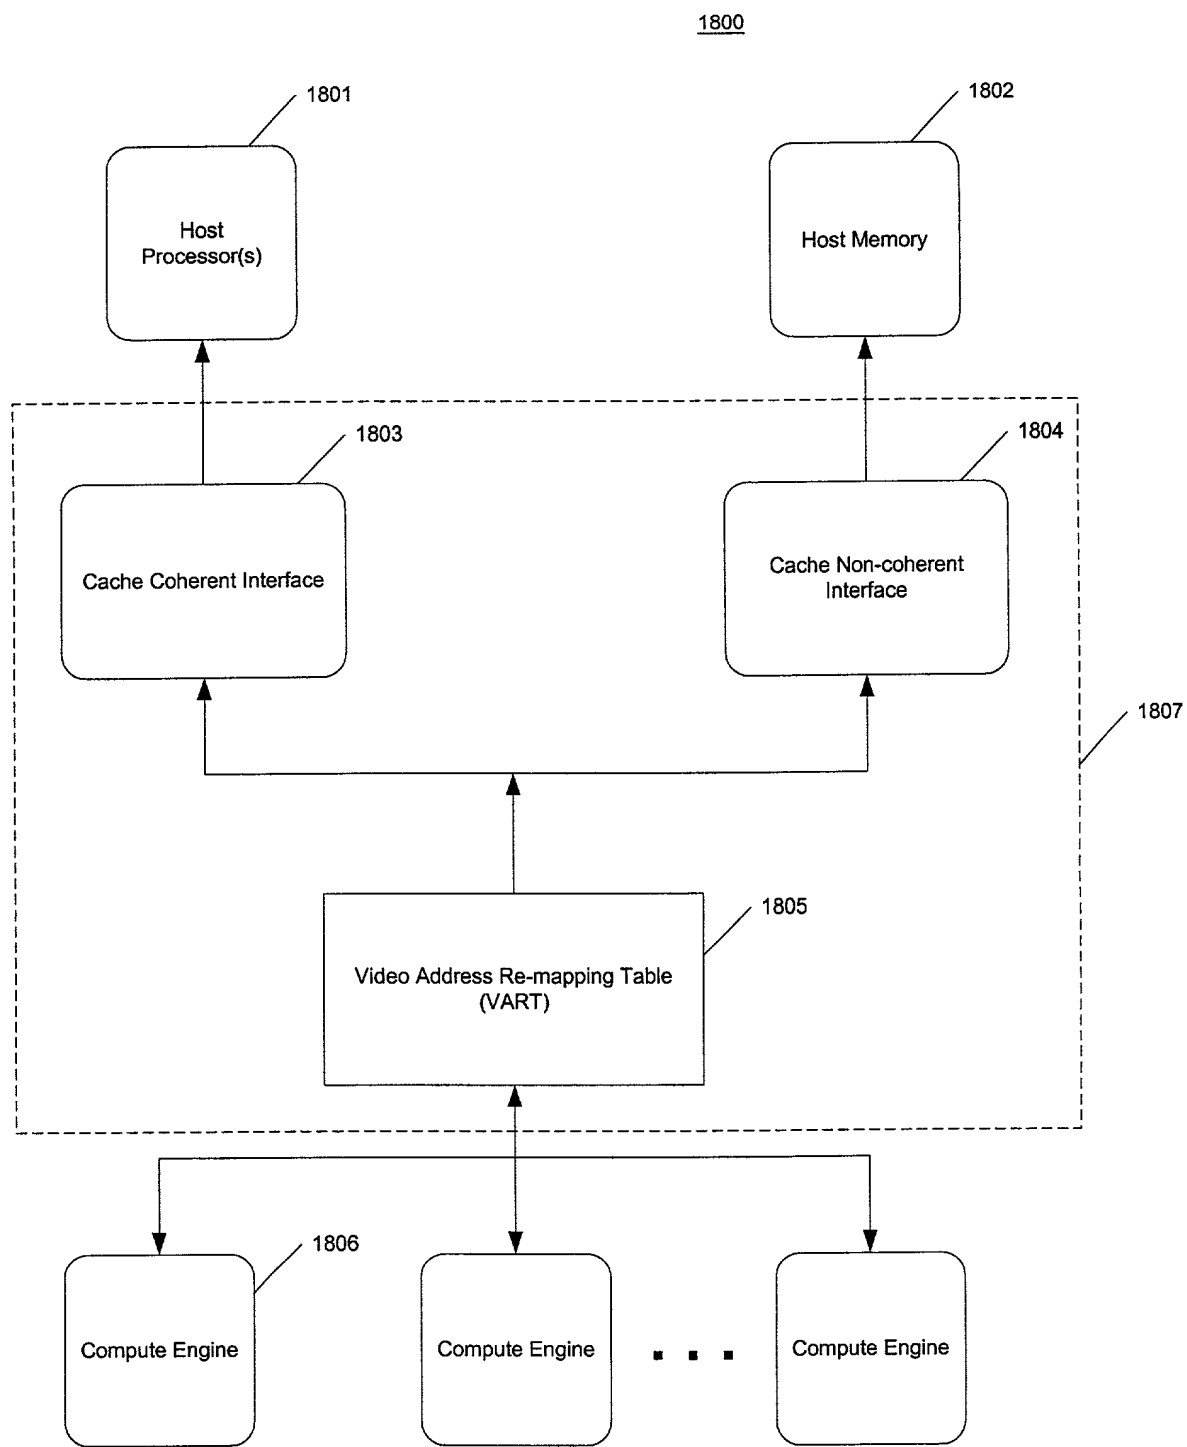 1800
1801
1802
Host
Processor(s)
Host Memory
1803
1804
Cache Coherent Interface
Cache Non-coherent
Interface
1807
1805
Video Address Re-mapping Table
(VART)
1806
Compute Engine
Compute Engine
Compute Engine